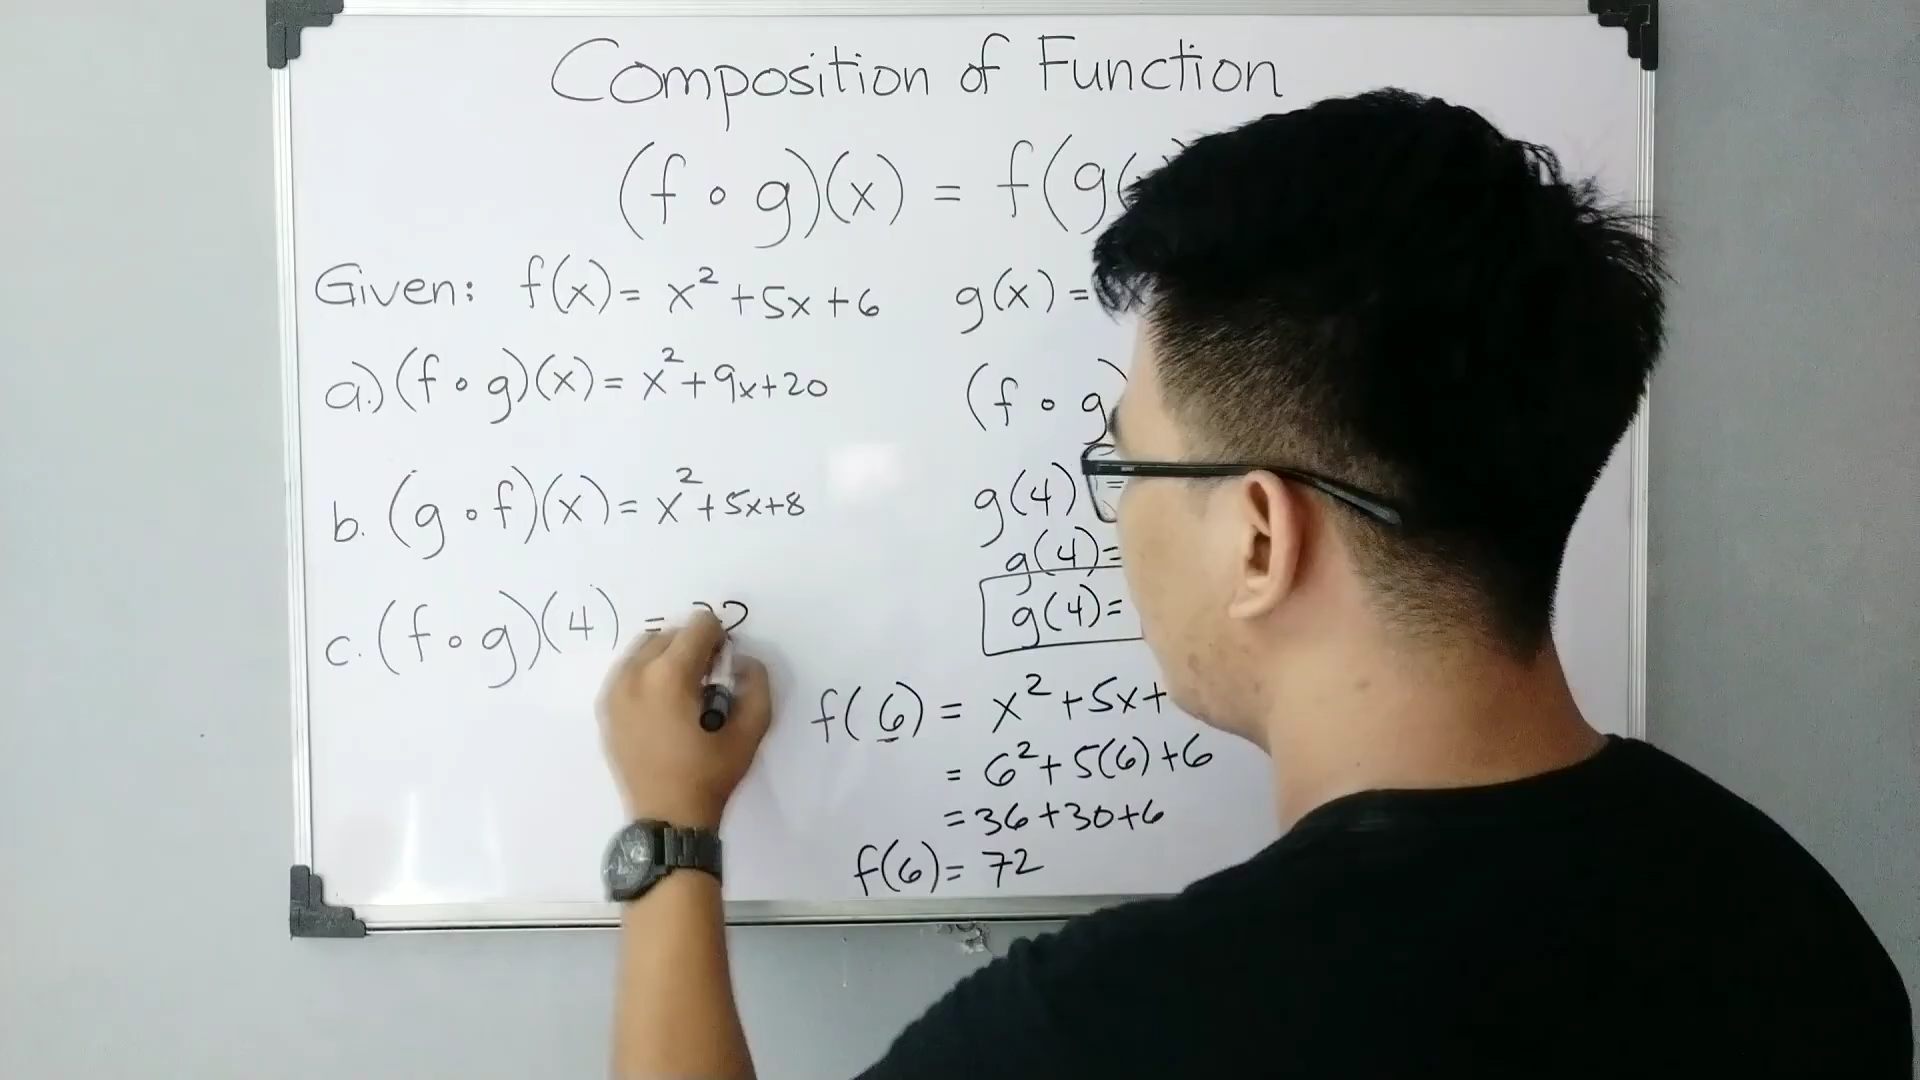 Composition of Function
(f ∘ g)(x) = f(g(
Given: f(x) = x² + 5x + 6 g(x) =
a.) (f ∘ g)(x) = x² + 9x + 20
(f ∘ g)
b. (g ∘ f)(x) = x² + 5x + 8
g(4) =
g(4) =
g(4) =
c. (f ∘ g)(4) =
f(6) = x² + 5x +
= 6² + 5(6) + 6
= 36 + 30 + 6
f(6) = 72